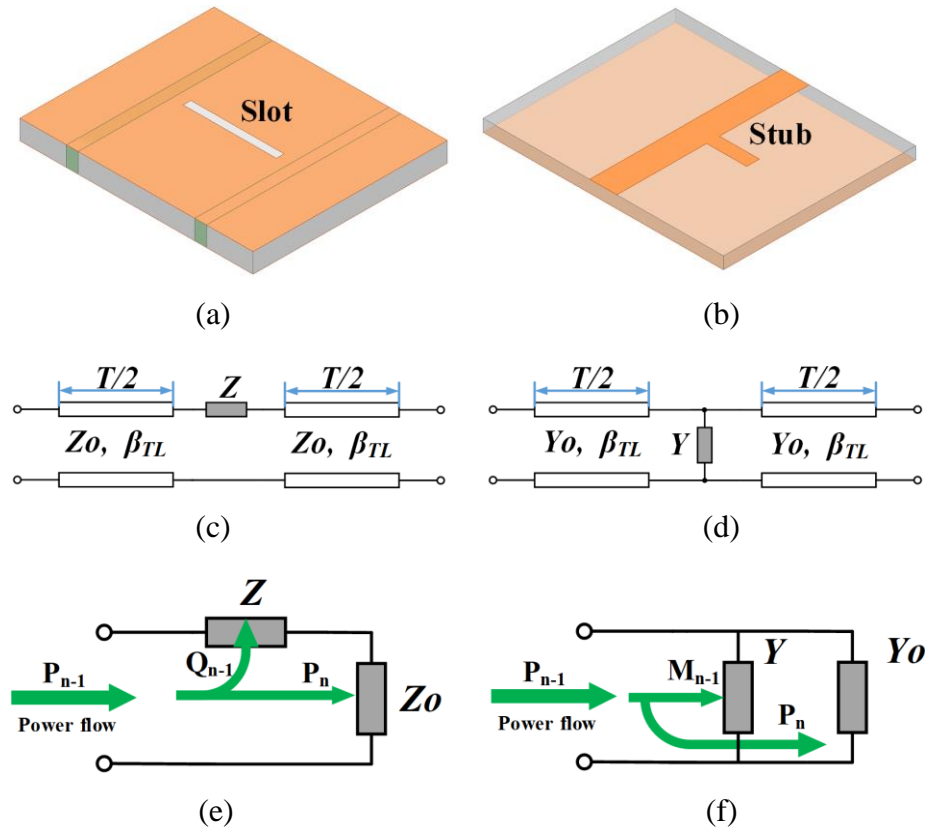 Slot
Stub
(a)
(b)
T/2
Z
T/2
Zo, βTL
Zo, βTL
(c)
T/2
T/2
Yo, βTL
Y
Yo, βTL
(d)
Z
Pn-1
Qn-1
Pn
Power flow
Zo
(e)
Y
Yo
Pn-1
Mn-1
Pn
Power flow
(f)